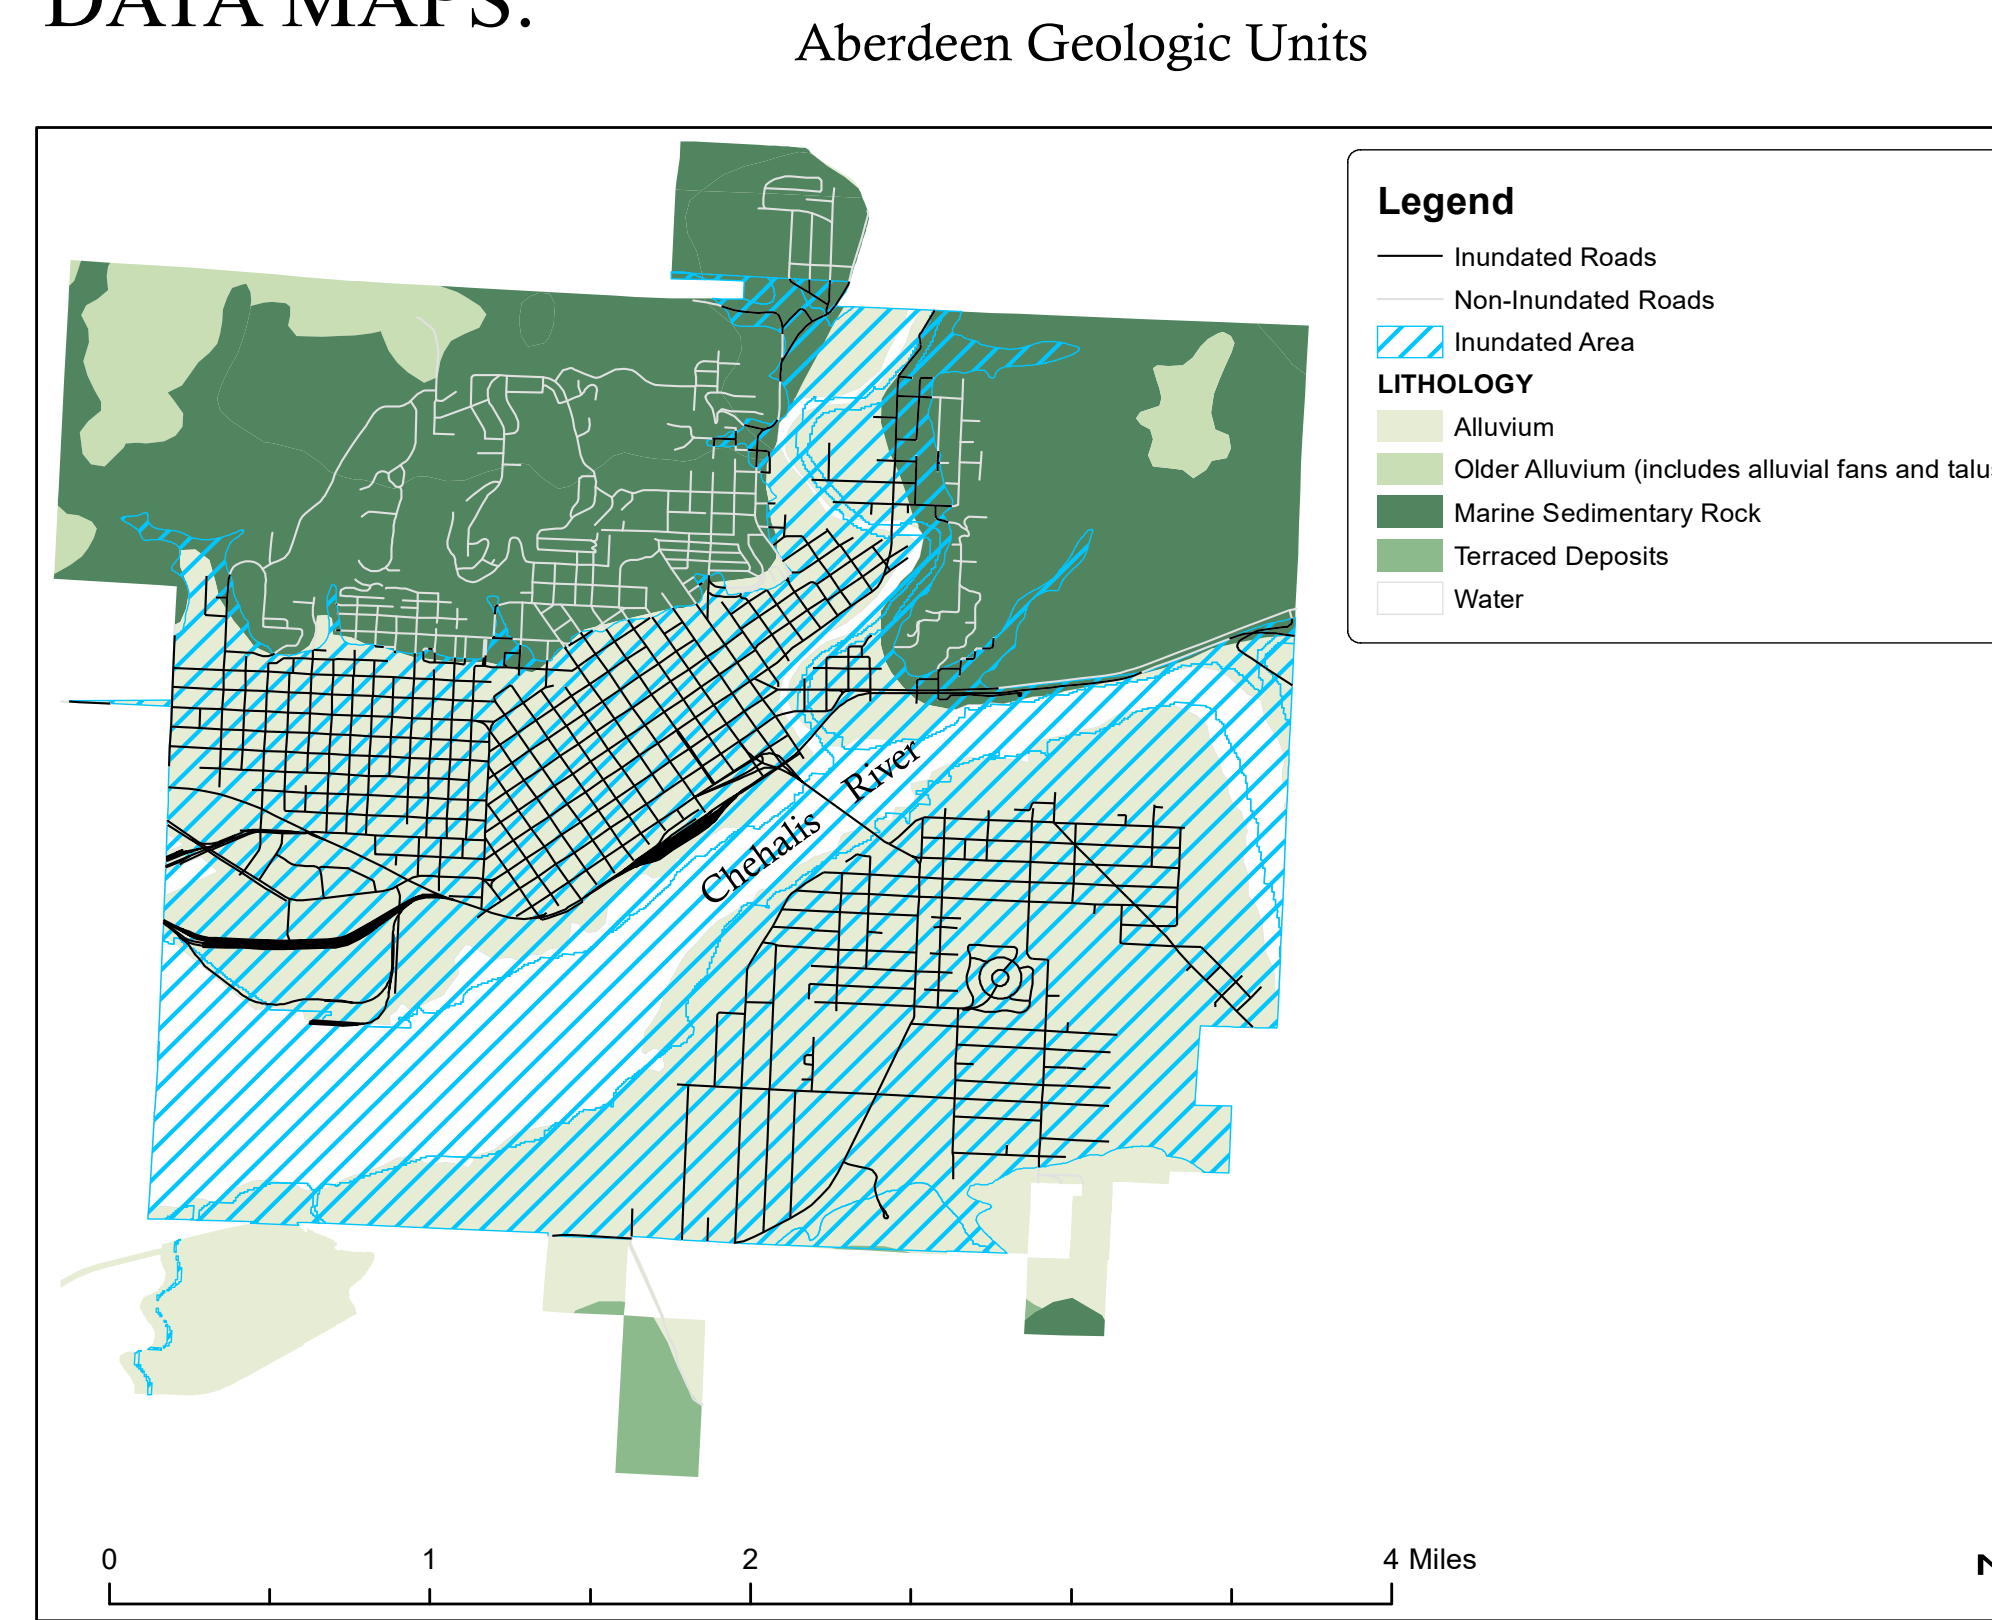 DATA MAPS:
Aberdeen Geologic Units
Legend
Inundated Roads
Non-Inundated Roads
Inundated Area
LITHOLOGY
Alluvium
Older Alluvium (includes alluvial fans and
Marine Sedimentary Rock
Terraced Deposits
Water
Chehalis River
0 1 2 4 Miles